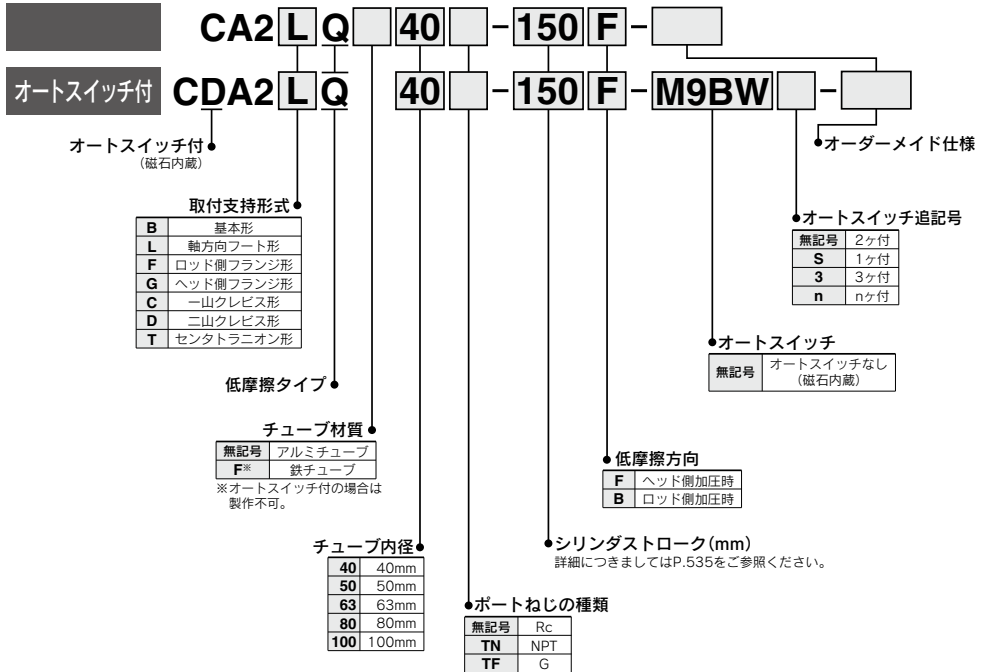 CA2 L Q 40 -150 F -
オートスイッチ付 CDA2 L Q 40 -150 F - M9BW -
オートスイッチ付
(磁石内蔵)
オーダーメイド仕様
取付支持形式
B 基本形
L 軸方向フート形
F ロッド側フランジ形
G ヘッド側フランジ形
C 一山クレビス形
D 二山クレビス形
T センタトラニオン形
オートスイッチ追記号
無記号 2ヶ付
S 1ヶ付
3 3ヶ付
n nヶ付
オートスイッチ
無記号 オートスイッチなし
(磁石内蔵)
低摩擦タイプ
チューブ材質
無記号 アルミチューブ
F※ 鉄チューブ
※オートスイッチ付の場合は
製作不可。
低摩擦方向
F ヘッド側加圧時
B ロッド側加圧時
チューブ内径
40 40mm
50 50mm
63 63mm
80 80mm
100 100mm
シリンダストローク(mm)
詳細につきましてはP.535をご参照ください。
ポートねじの種類
無記号 Rc
TN NPT
TF G